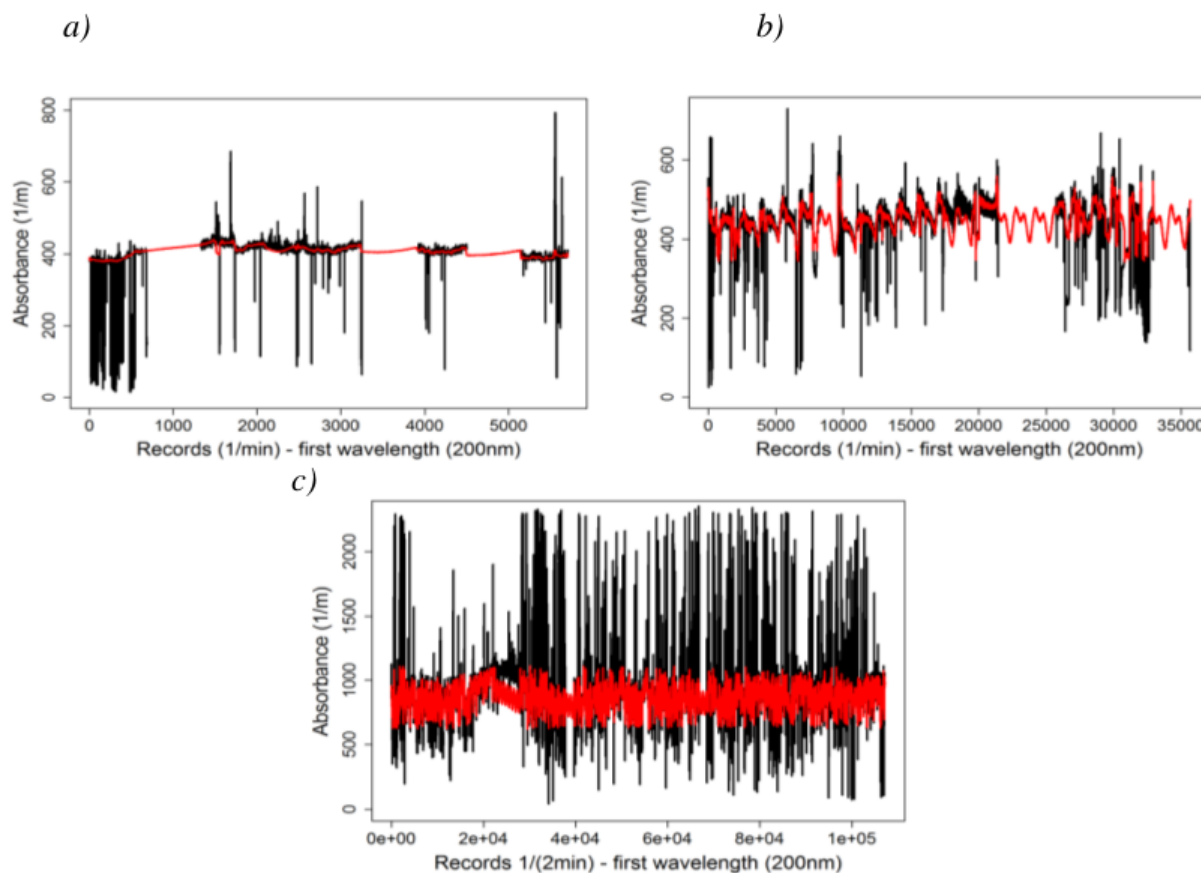 a)
b)
Absorbance (1/m)
0 200 400 600 800
0 1000 2000 3000 4000 5000
Records (1/min) - first wavelength (200nm)
Absorbance (1/m)
0 200 400 600
0 5000 10000 15000 20000 25000 30000 35000
Records (1/min) - first wavelength (200nm)
c)
Absorbance (1/m)
0 500 1000 1500 2000
0e+00 2e+04 4e+04 6e+04 8e+04 1e+05
Records 1/(2min) - first wavelength (200nm)